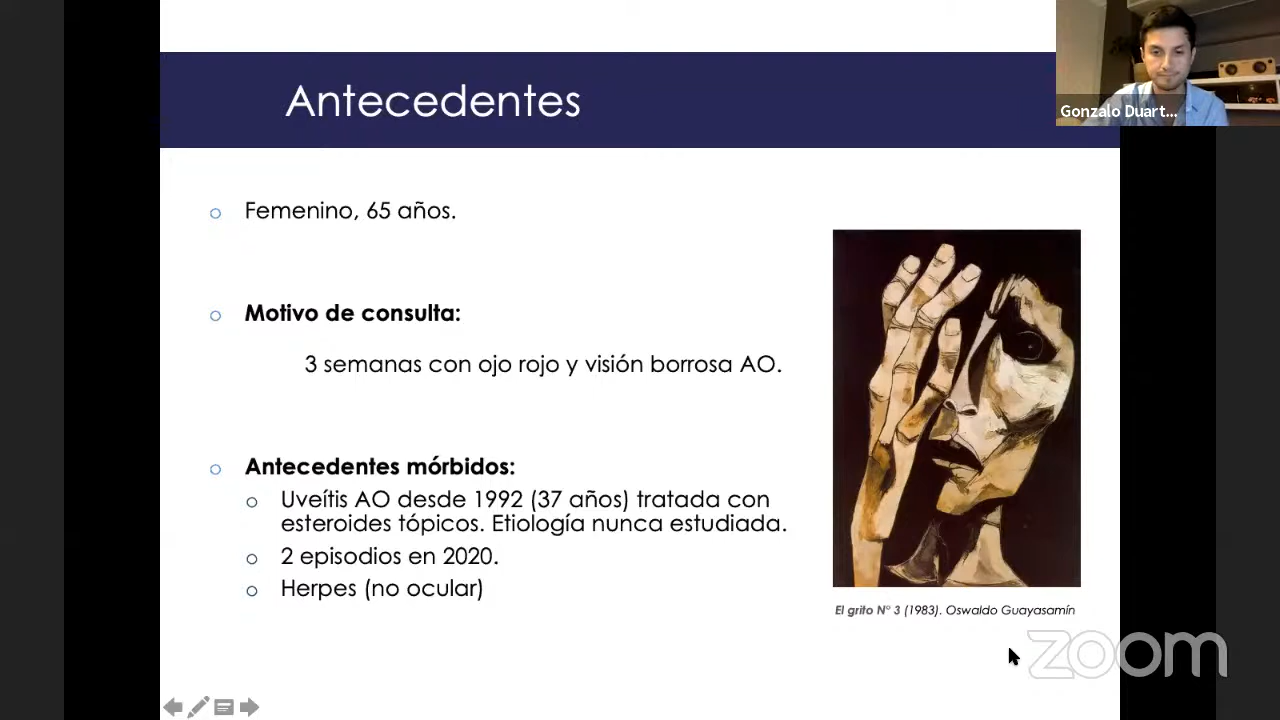 Antecedentes
Gonzalo Duart...
Femenino, 65 años.
Motivo de consulta:
3 semanas con ojo rojo y visión borrosa AO.
Antecedentes mórbidos:
Uveítis AO desde 1992 (37 años) tratada con
esteroides tópicos. Etiología nunca estudiada.
2 episodios en 2020.
Herpes (no ocular)
El grito N° 3 (1983). Oswaldo Guayasamín
zoom